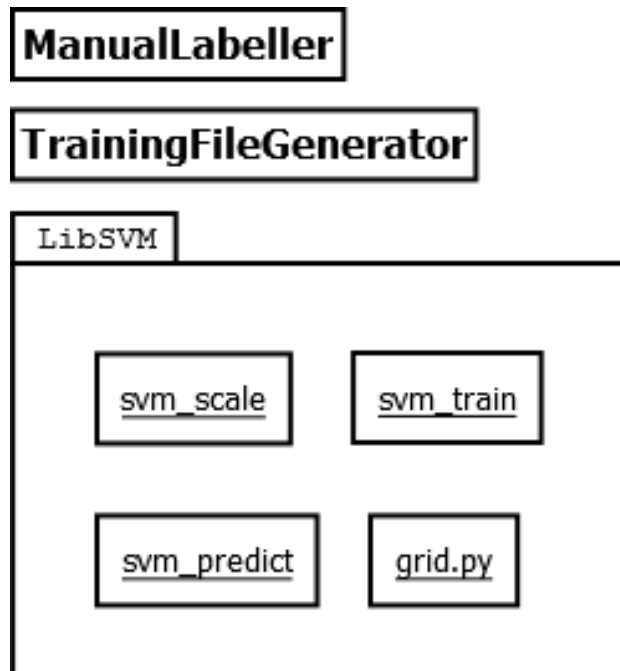 ManualLabeller
TrainingFileGenerator
LibSVM
svm_scale svm_train
svm_predict grid.py